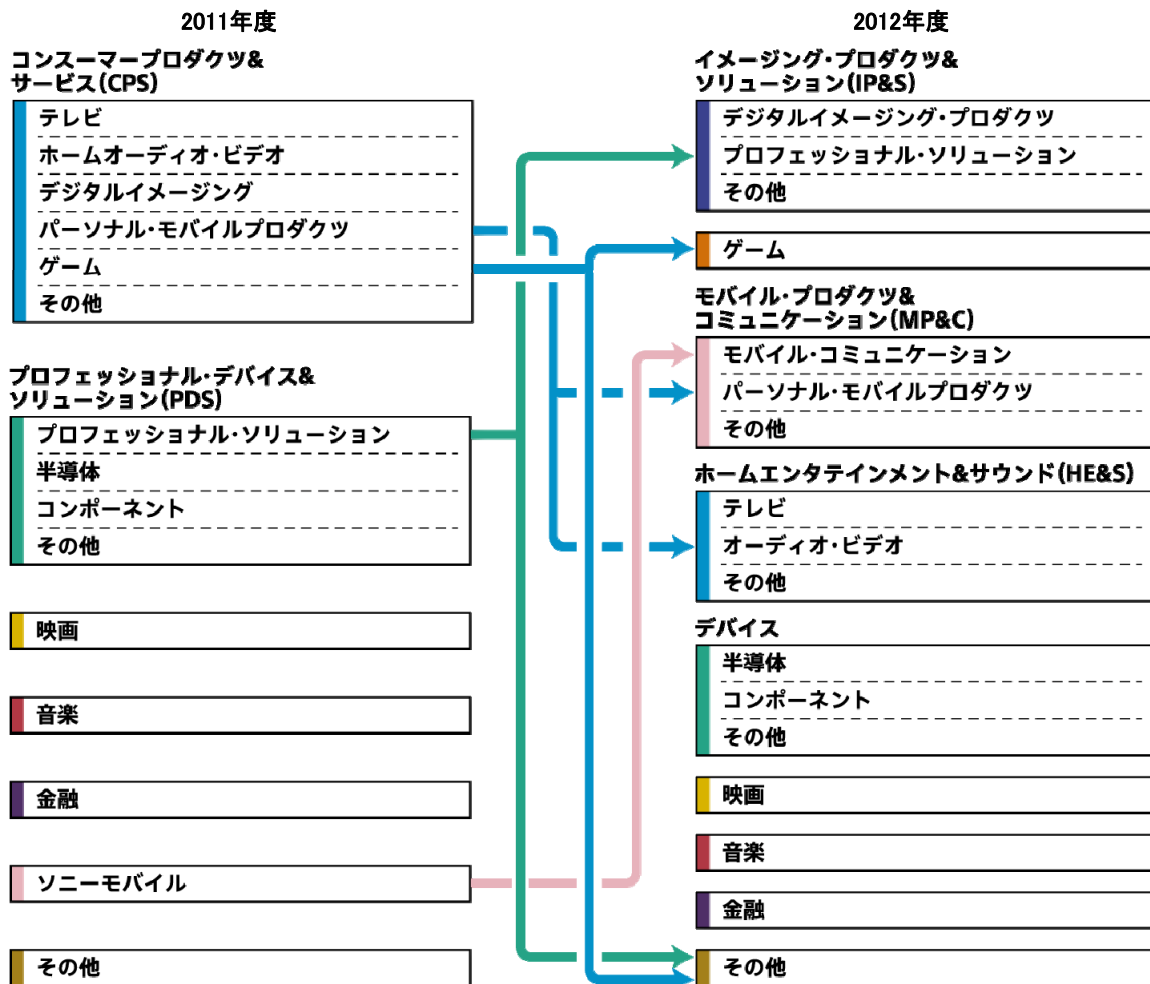 2011年度
コンスーマープロダクツ&
サービス(CPS)
テレビ
ホームオーディオ・ビデオ
デジタルイメージング
パーソナル・モバイルプロダクツ
ゲーム
その他
プロフェッショナル・デバイス&
ソリューション(PDS)
プロフェッショナル・ソリューション
半導体
コンポーネント
その他
映画
音楽
金融
ソニーモバイル
その他
2012年度
イメージング・プロダクツ&
ソリューション(IP&S)
デジタルイメージング・プロダクツ
プロフェッショナル・ソリューション
その他
ゲーム
モバイル・プロダクツ&
コミュニケーション(MP&C)
モバイル・コミュニケーション
パーソナル・モバイルプロダクツ
その他
ホームエンタテインメント&サウンド(HE&S)
テレビ
オーディオ・ビデオ
その他
デバイス
半導体
コンポーネント
その他
映画
音楽
金融
その他